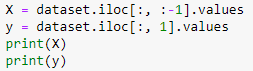 X = dataset.iloc[:, :-1].values
y = dataset.iloc[:, 1].values
print(X)
print(y)